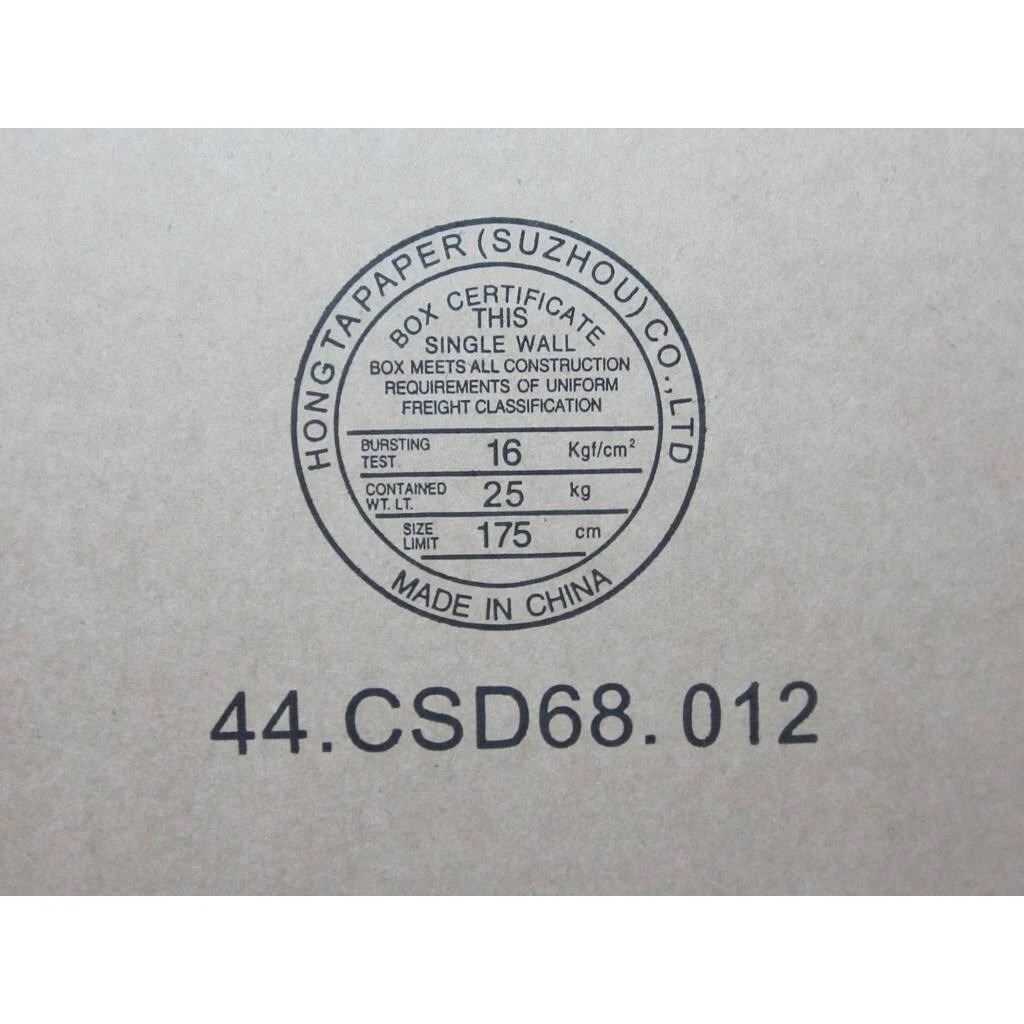 HONG TA PAPER (SUZHOU) CO.,LTD
BOX CERTIFICATE
THIS
SINGLE WALL
BOX MEETS ALL CONSTRUCTION
REQUIREMENTS OF UNIFORM
FREIGHT CLASSIFICATION
BURSTING TEST 16 Kgf/cm²
CONTAINED WT. LT. 25 kg
SIZE LIMIT 175 cm
MADE IN CHINA
44.CSD68.012